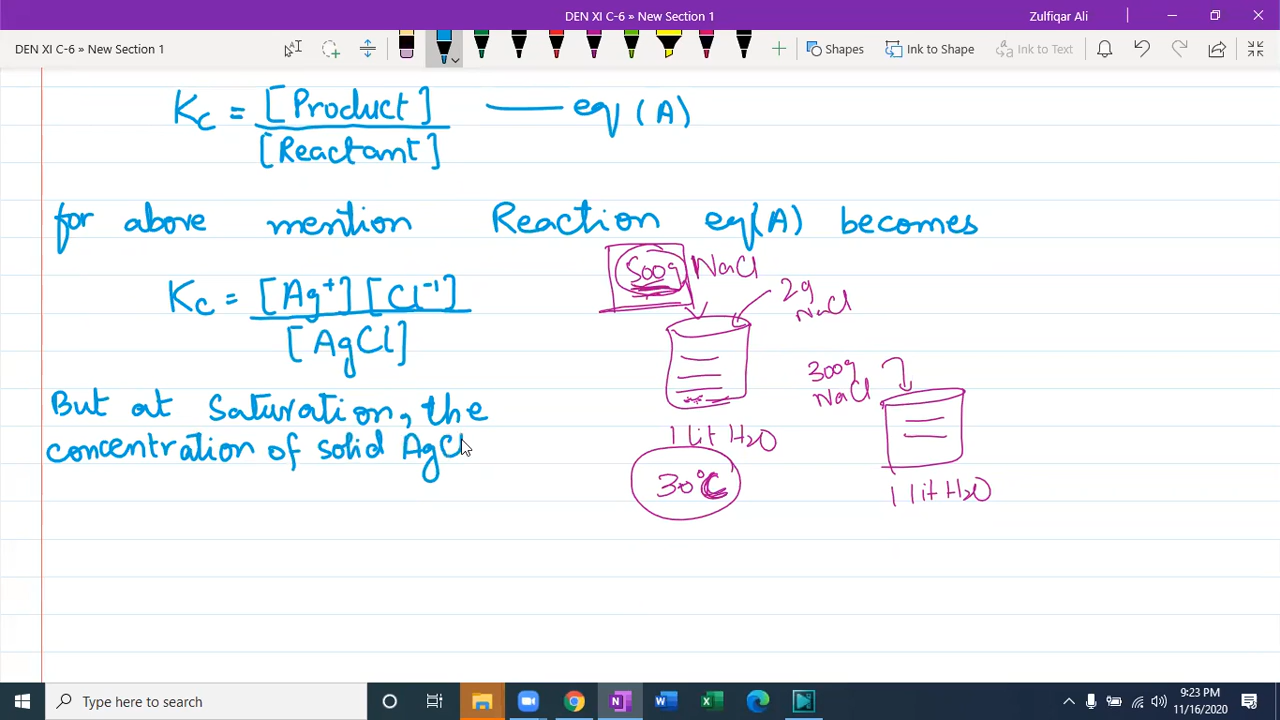 DEN XI C-6 » New Section 1
Zulfiqar Ali
DEN XI C-6 » New Section 1
Shapes
Ink to Shape
Ink to Text
Kc = [Product] / [Reactant] — eq (A)
for above mention Reaction eq(A) becomes
Kc = [Ag⁺][Cl⁻¹] / [AgCl]
But at Saturation, the
concentration of solid AgCl
500g NaCl
2g
NaCl
1 lit H2O
30°C
300g
NaCl
1 lit H2O
Type here to search
9:23 PM
11/16/2020